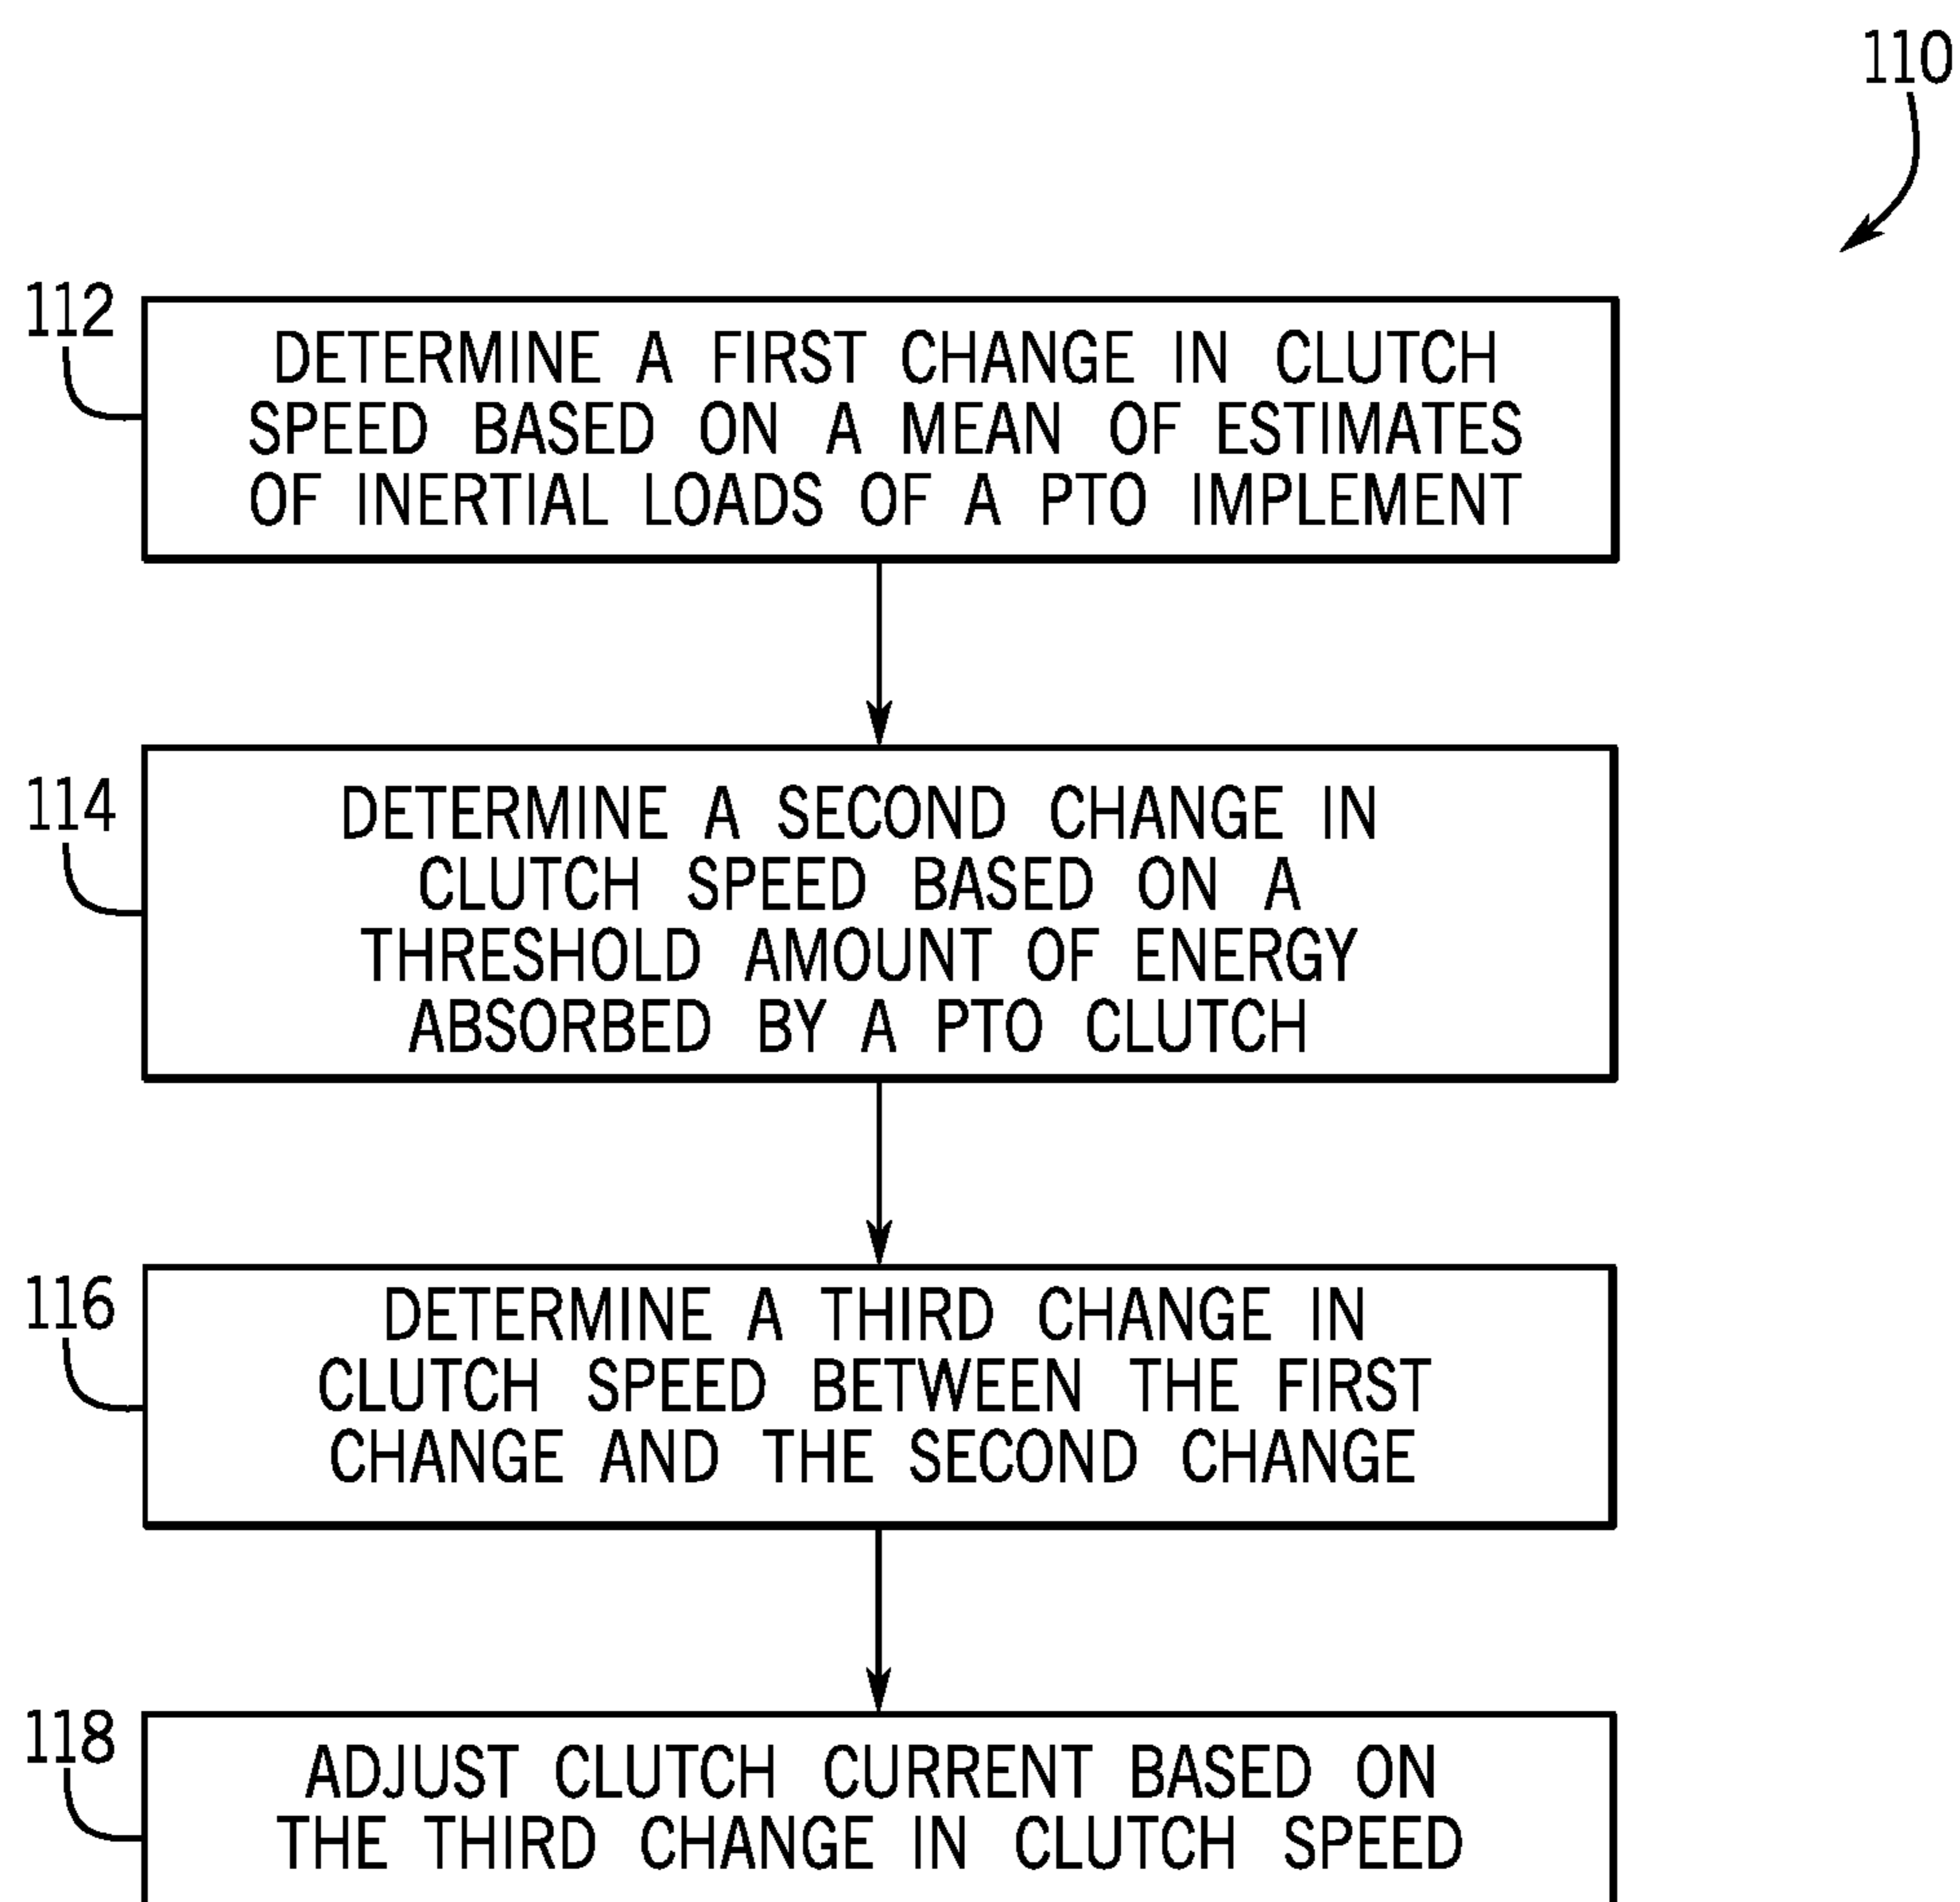 110
112
DETERMINE A FIRST CHANGE IN CLUTCH
SPEED BASED ON A MEAN OF ESTIMATES
OF INERTIAL LOADS OF A PTO IMPLEMENT
114
DETERMINE A SECOND CHANGE IN
CLUTCH SPEED BASED ON A
THRESHOLD AMOUNT OF ENERGY
ABSORBED BY A PTO CLUTCH
116
DETERMINE A THIRD CHANGE IN
CLUTCH SPEED BETWEEN THE FIRST
CHANGE AND THE SECOND CHANGE
118
ADJUST CLUTCH CURRENT BASED ON
THE THIRD CHANGE IN CLUTCH SPEED